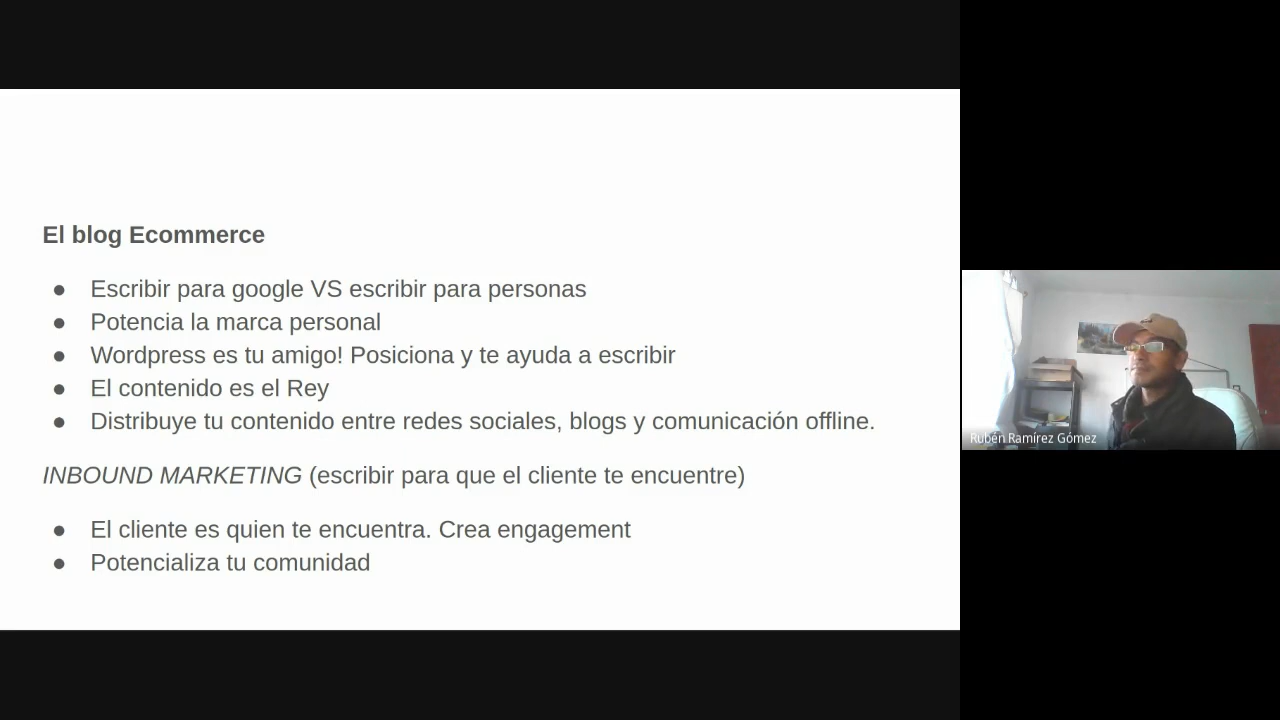 El blog Ecommerce
● Escribir para google VS escribir para personas
● Potencia la marca personal
● Wordpress es tu amigo! Posiciona y te ayuda a escribir
● El contenido es el Rey
● Distribuye tu contenido entre redes sociales, blogs y comunicación offline.
INBOUND MARKETING (escribir para que el cliente te encuentre)
● El cliente es quien te encuentra. Crea engagement
● Potencializa tu comunidad
Rubén Ramírez Gómez